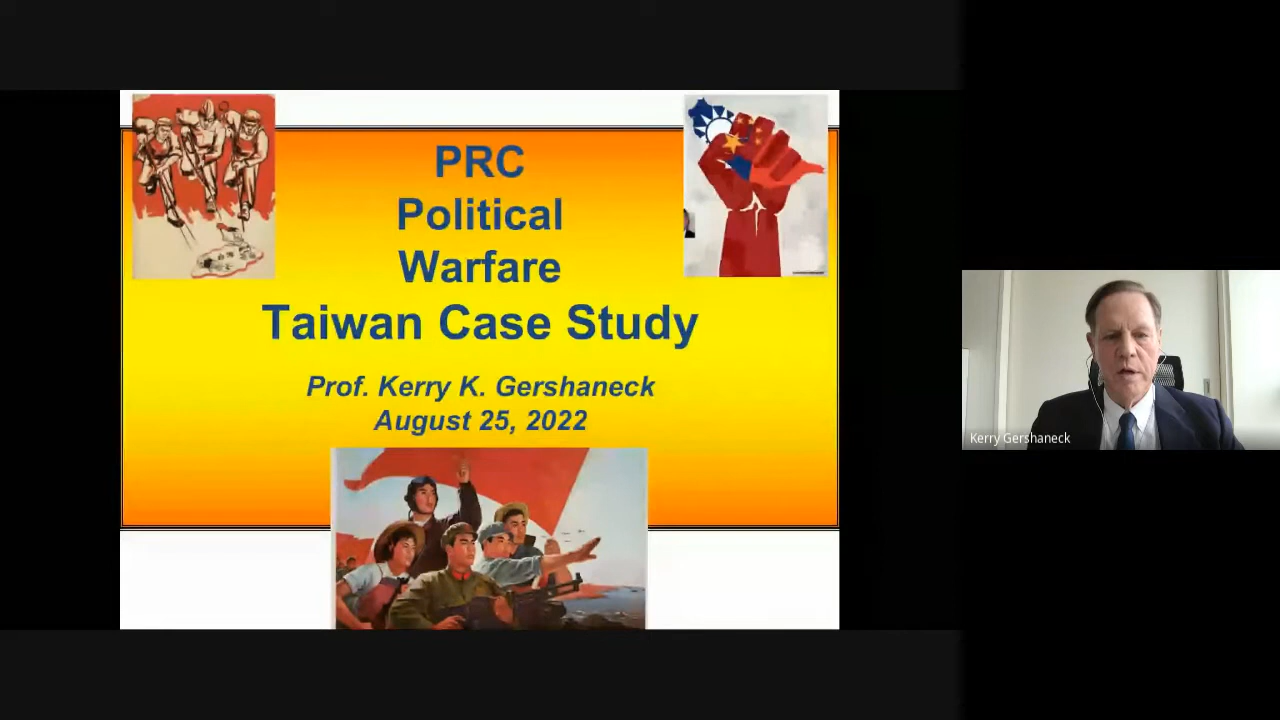 PRC
Political
Warfare
Taiwan Case Study
Prof. Kerry K. Gershaneck
August 25, 2022
Kerry Gershaneck